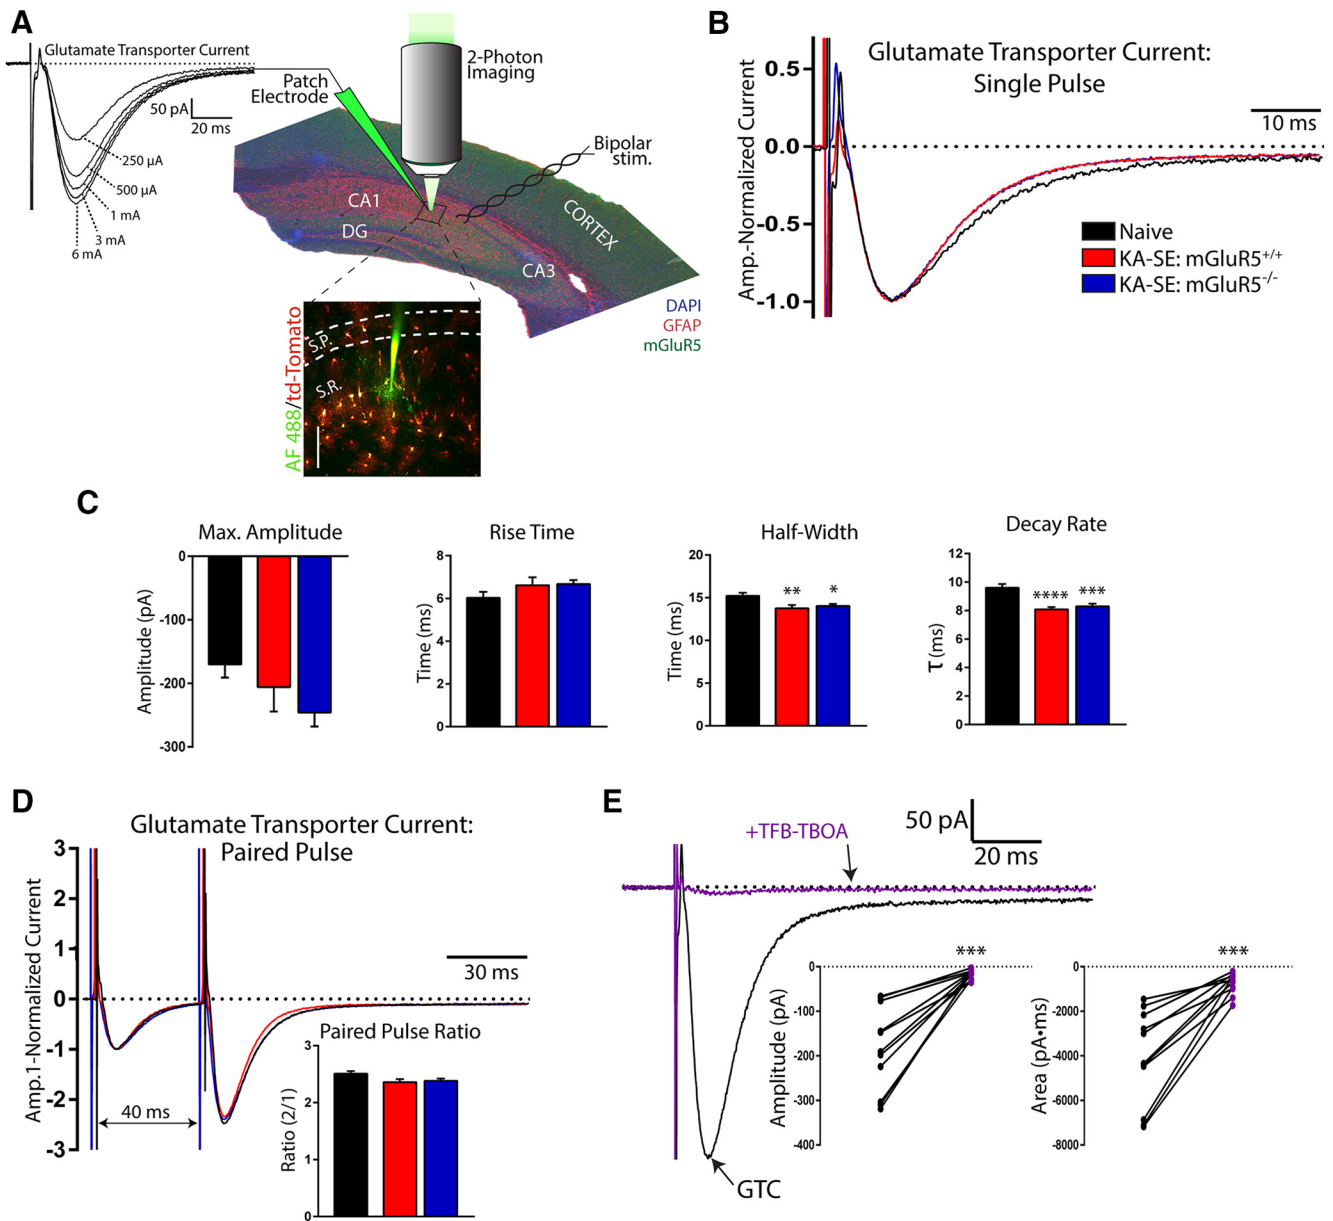 A
Glutamate Transporter Current
50 pA
20 ms
250 µA
500 µA
1 mA
3 mA
6 mA
Patch
Electrode
2-Photon
Imaging
Bipolar
stim.
CA1
DG
CA3
CORTEX
DAPI
GFAP
mGluR5
AF 488/td-Tomato
S.P.
S.R.
B
Glutamate Transporter Current:
Single Pulse
Amp.-Normalized Current
0.5
0.0
-0.5
-1.0
10 ms
Naive
KA-SE: mGluR5+/+
KA-SE: mGluR5-/-
C
Max. Amplitude
Amplitude (pA)
0
-100
-200
-300
Rise Time
Time (ms)
8
6
4
2
0
Half-Width
Time (ms)
20
15
10
5
0
**
*
Decay Rate
τ (ms)
12
10
8
6
4
2
0
****
***
D
Glutamate Transporter Current:
Paired Pulse
Amp.1-Normalized Current
3
2
1
0
-1
-2
-3
30 ms
40 ms
Paired Pulse Ratio
Ratio (2/1)
3
2
1
0
E
+TFB-TBOA
50 pA
20 ms
GTC
Amplitude (pA)
0
-100
-200
-300
-400
***
Area (pA•ms)
0
-2000
-4000
-6000
-8000
***